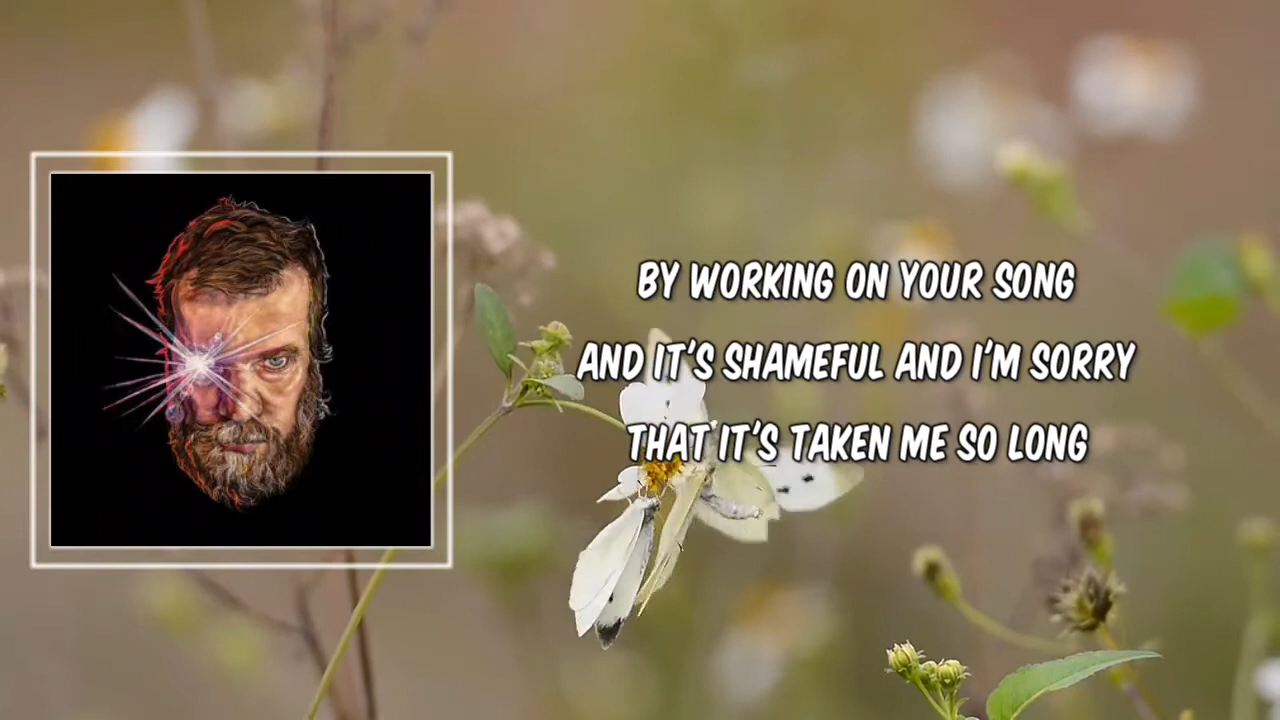 BY WORKING ON YOUR SONG
AND IT'S SHAMEFUL AND I'M SORRY
THAT IT'S TAKEN ME SO LONG